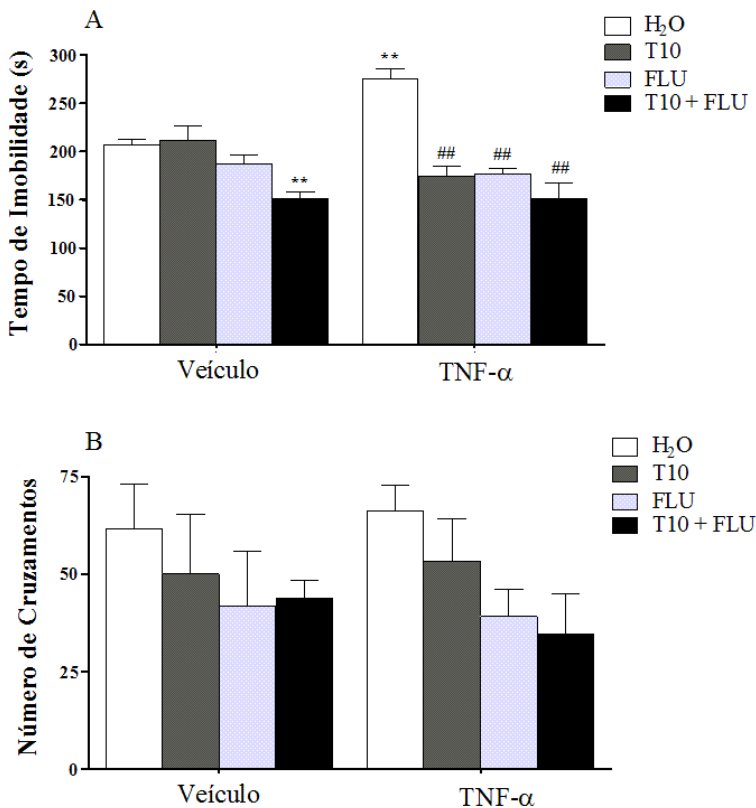 A
H₂O
T10
FLU
T10 + FLU
Tempo de Imobilidade (s)
300
250
200
150
100
50
0
**
**
##
##
##
Veículo
TNF-α
B
H₂O
T10
FLU
T10 + FLU
Número de Cruzamentos
75
50
25
0
Veículo
TNF-α